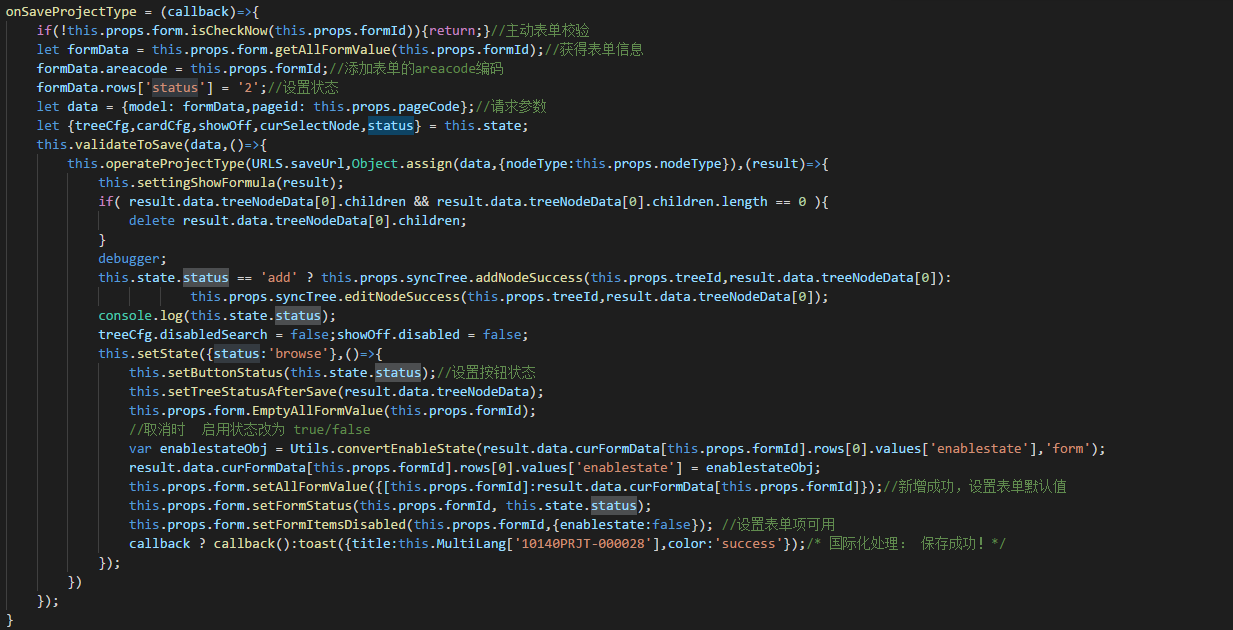 onSaveProjectType = (callback)=>{
if(!this.props.form.isCheckNow(this.props.formId)){return;}//主动表单校验
let formData = this.props.form.getAllFormValue(this.props.formId);//获得表单信息
formData.areacode = this.props.formId;//添加表单的areacode编码
formData.rows['status'] = '2';//设置状态
let data = {model: formData,pageid: this.props.pageCode};//请求参数
let {treeCfg,cardCfg,showOff,curSelectNode,status} = this.state;
this.validateToSave(data,()=>{
this.operateProjectType(URLS.saveUrl,Object.assign(data,{nodeType:this.props.nodeType}),(result)=>{
this.settingShowFormula(result);
if( result.data.treeNodeData[0].children && result.data.treeNodeData[0].children.length == 0 ){
delete result.data.treeNodeData[0].children;
}
debugger;
this.state.status == 'add' ? this.props.syncTree.addNodeSuccess(this.props.treeId,result.data.treeNodeData[0]):
this.props.syncTree.editNodeSuccess(this.props.treeId,result.data.treeNodeData[0]);
console.log(this.state.status);
treeCfg.disabledSearch = false;showOff.disabled = false;
this.setState({status:'browse'},()=>{
this.setButtonStatus(this.state.status);//设置按钮状态
this.setTreeStatusAfterSave(result.data.treeNodeData);
this.props.form.EmptyAllFormValue(this.props.formId);
//取消时  启用状态改为 true/false
var enablestateObj = Utils.convertEnableState(result.data.curFormData[this.props.formId].rows[0].values['enablestate'],'form');
result.data.curFormData[this.props.formId].rows[0].values['enablestate'] = enablestateObj;
this.props.form.setAllFormValue({[this.props.formId]:result.data.curFormData[this.props.formId]});//新增成功，设置表单默认值
this.props.form.setFormStatus(this.props.formId, this.state.status);
this.props.form.setFormItemsDisabled(this.props.formId,{enablestate:false}); //设置表单项可用
callback ? callback():toast({title:this.MultiLang['10140PRJT-000028'],color:'success'});/* 国际化处理： 保存成功！*/
});
})
});
}